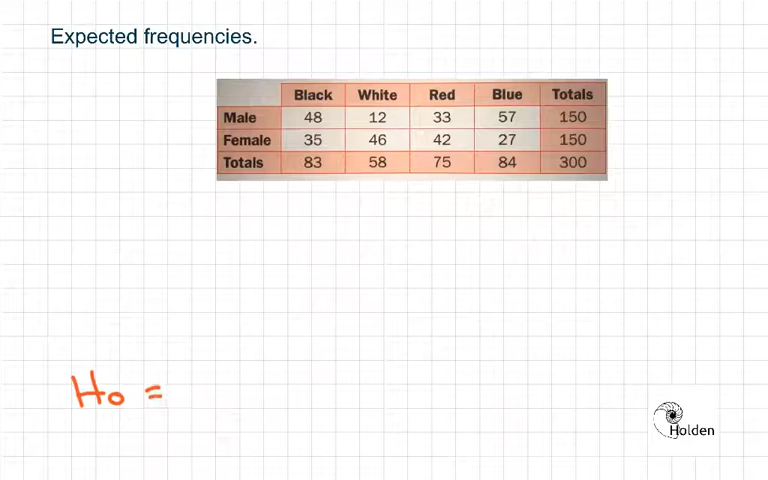 Expected frequencies.
Black White Red Blue Totals
Male 48 12 33 57 150
Female 35 46 42 27 150
Totals 83 58 75 84 300
Ho =
Holden